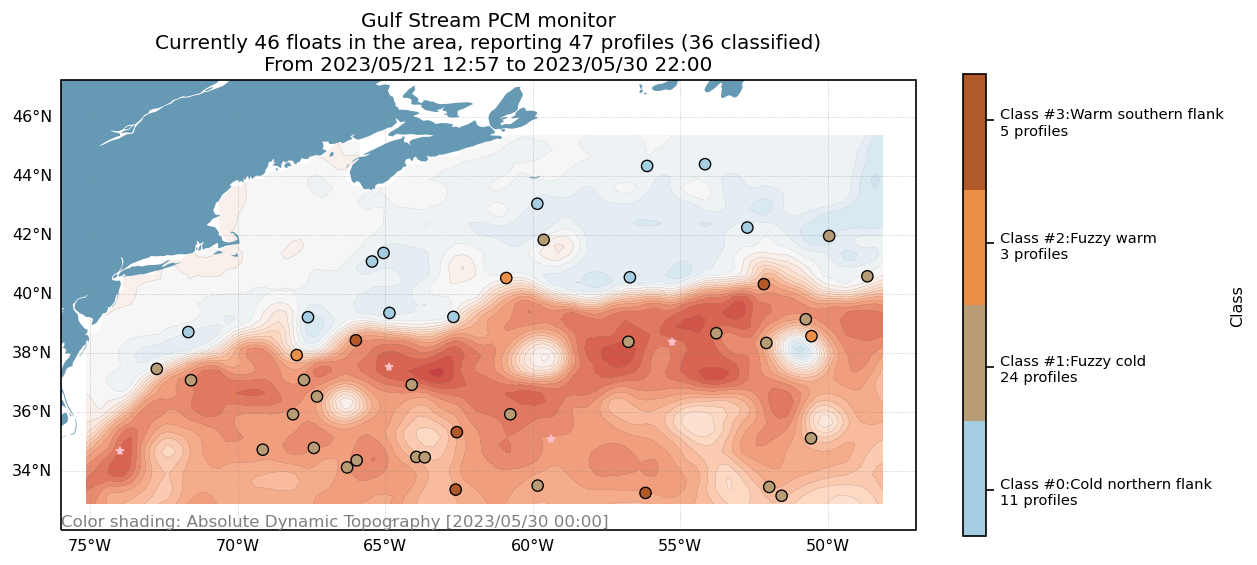 Gulf Stream PCM monitor
Currently 46 floats in the area, reporting 47 profiles (36 classified)
From 2023/05/21 12:57 to 2023/05/30 22:00
46°N
44°N
42°N
40°N
38°N
36°N
34°N
Color shading: Absolute Dynamic Topography [2023/05/30 00:00]
75°W
70°W
65°W
60°W
55°W
50°W
Class #3:Warm southern flank
5 profiles
Class #2:Fuzzy warm
3 profiles
Class #1:Fuzzy cold
24 profiles
Class #0:Cold northern flank
11 profiles
Class